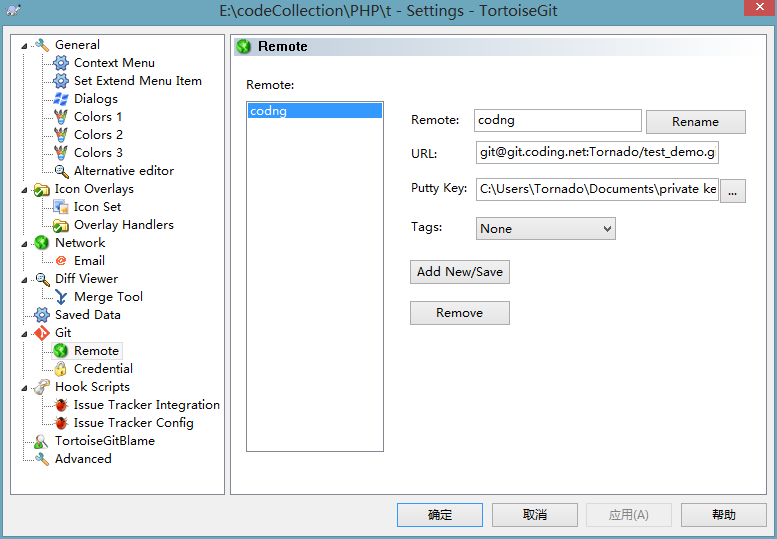 E:\codeCollection\PHP\t - Settings - TortoiseGit
General
Context Menu
Set Extend Menu Item
Dialogs
Colors 1
Colors 2
Colors 3
Alternative editor
Icon Overlays
Icon Set
Overlay Handlers
Network
Email
Diff Viewer
Merge Tool
Saved Data
Git
Remote
Credential
Hook Scripts
Issue Tracker Integration
Issue Tracker Config
TortoiseGitBlame
Advanced
Remote
Remote:
codng
Remote: codng Rename
URL: git@git.coding.net:Tornado/test_demo.g
Putty Key: C:\Users\Tornado\Documents\private ke ...
Tags: None
Add New/Save
Remove
确定 取消 应用(A) 帮助